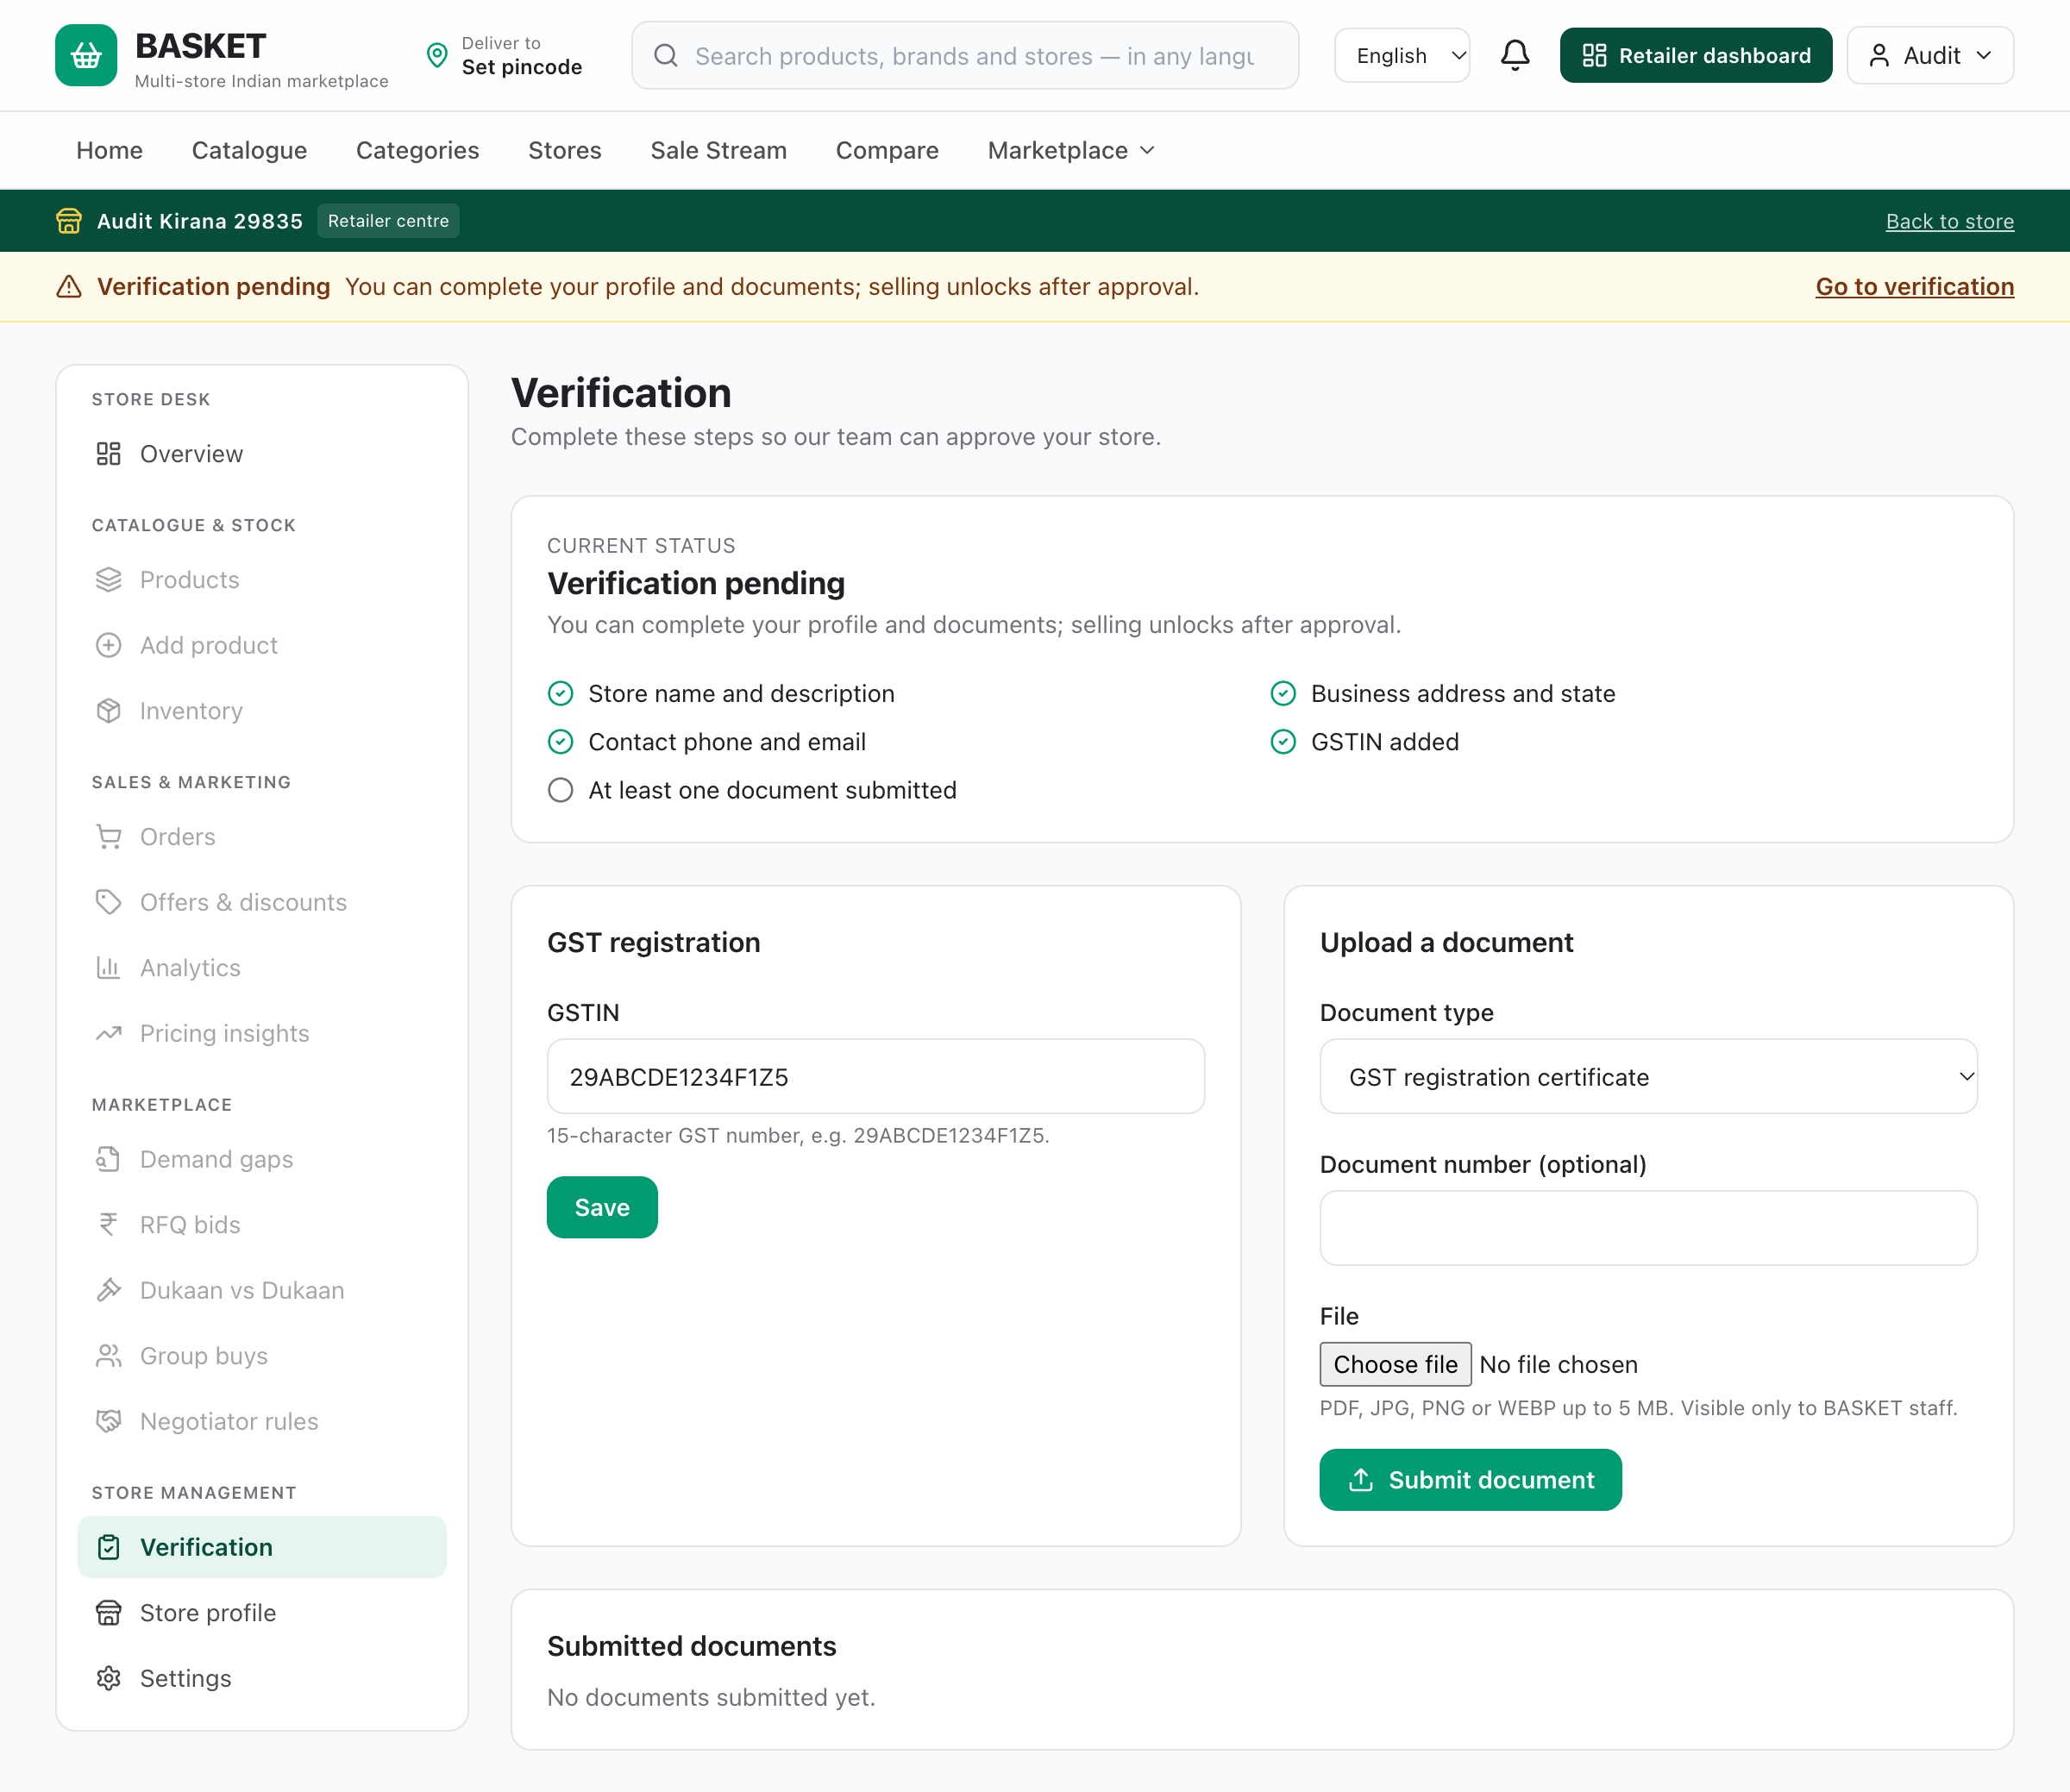 BASKET
Multi-store Indian marketplace
Deliver to
Set pincode
Search products, brands and stores — in any langu
English
Retailer dashboard
Audit
Home
Catalogue
Categories
Stores
Sale Stream
Compare
Marketplace
Audit Kirana 29835
Retailer centre
Back to store
Verification pending You can complete your profile and documents; selling unlocks after approval.
Go to verification
STORE DESK
Overview
CATALOGUE & STOCK
Products
Add product
Inventory
SALES & MARKETING
Orders
Offers & discounts
Analytics
Pricing insights
MARKETPLACE
Demand gaps
RFQ bids
Dukaan vs Dukaan
Group buys
Negotiator rules
STORE MANAGEMENT
Verification
Store profile
Settings
Verification
Complete these steps so our team can approve your store.
CURRENT STATUS
Verification pending
You can complete your profile and documents; selling unlocks after approval.
Store name and description
Business address and state
Contact phone and email
GSTIN added
At least one document submitted
GST registration
GSTIN
29ABCDE1234F1Z5
15-character GST number, e.g. 29ABCDE1234F1Z5.
Save
Upload a document
Document type
GST registration certificate
Document number (optional)
File
Choose file No file chosen
PDF, JPG, PNG or WEBP up to 5 MB. Visible only to BASKET staff.
Submit document
Submitted documents
No documents submitted yet.